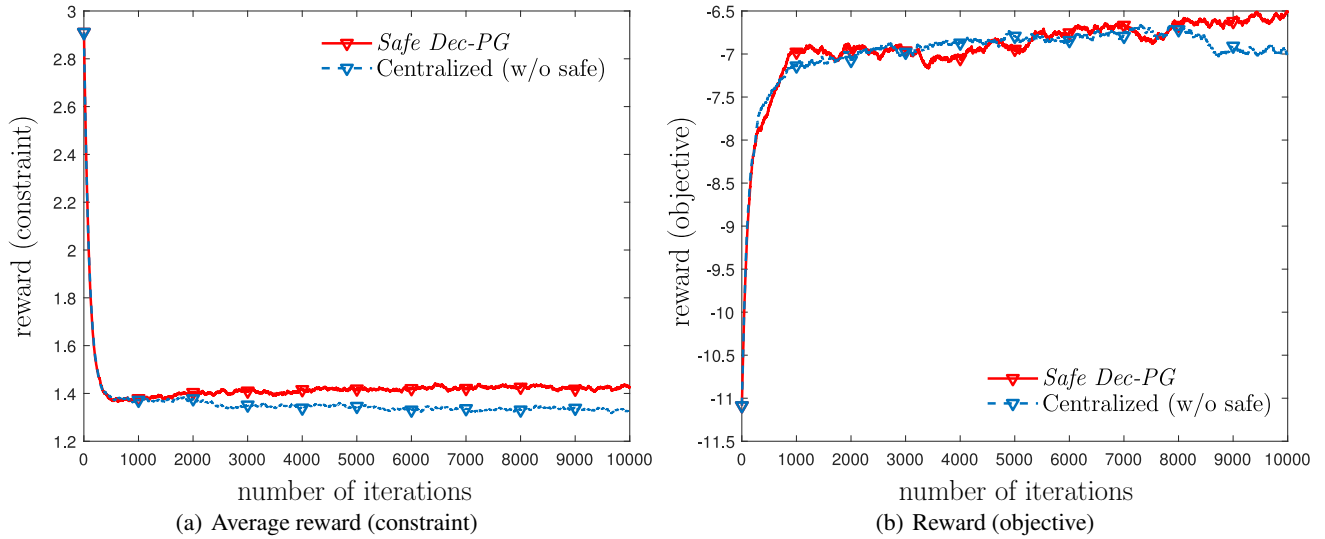 3
2.8
2.6
2.4
2.2
2
1.8
1.6
1.4
1.2
0 1000 2000 3000 4000 5000 6000 7000 8000 9000 10000
reward (constraint)
number of iterations
Safe Dec-PG
Centralized (w/o safe)
(a) Average reward (constraint)
-6.5
-7
-7.5
-8
-8.5
-9
-9.5
-10
-10.5
-11
-11.5
0 1000 2000 3000 4000 5000 6000 7000 8000 9000 10000
reward (objective)
number of iterations
Safe Dec-PG
Centralized (w/o safe)
(b) Reward (objective)